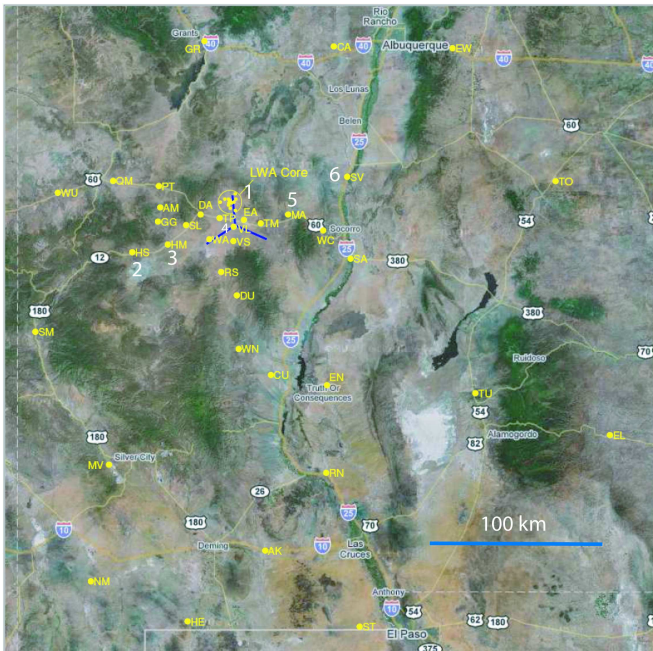 Rio
Rancho
Grants
GR
40
CA
40
Albuquerque
EW
40
40
40
Los Lunas
Belen
25
60
LWA Core
1
6
SV
60
OM
PT
TO
WU
AM
DA
5
MA
54
GG
SL
TP
EA
TM
60
Socorro
4
VL
WC
WA
VS
25
HM
HS
3
12
2
SA
380
RS
DU
180
380
SM
25
WN
Ruidoso
70
CU
EN
Truth Or
Consequences
TU
54
Alamogordo
EL
180
82
Silver City
MV
RN
26
25
70
180
100 km
10
Las
Cruces
Deming
AK
10
NM
Anthony
10
54
HE
62
180
ST
El Paso
375